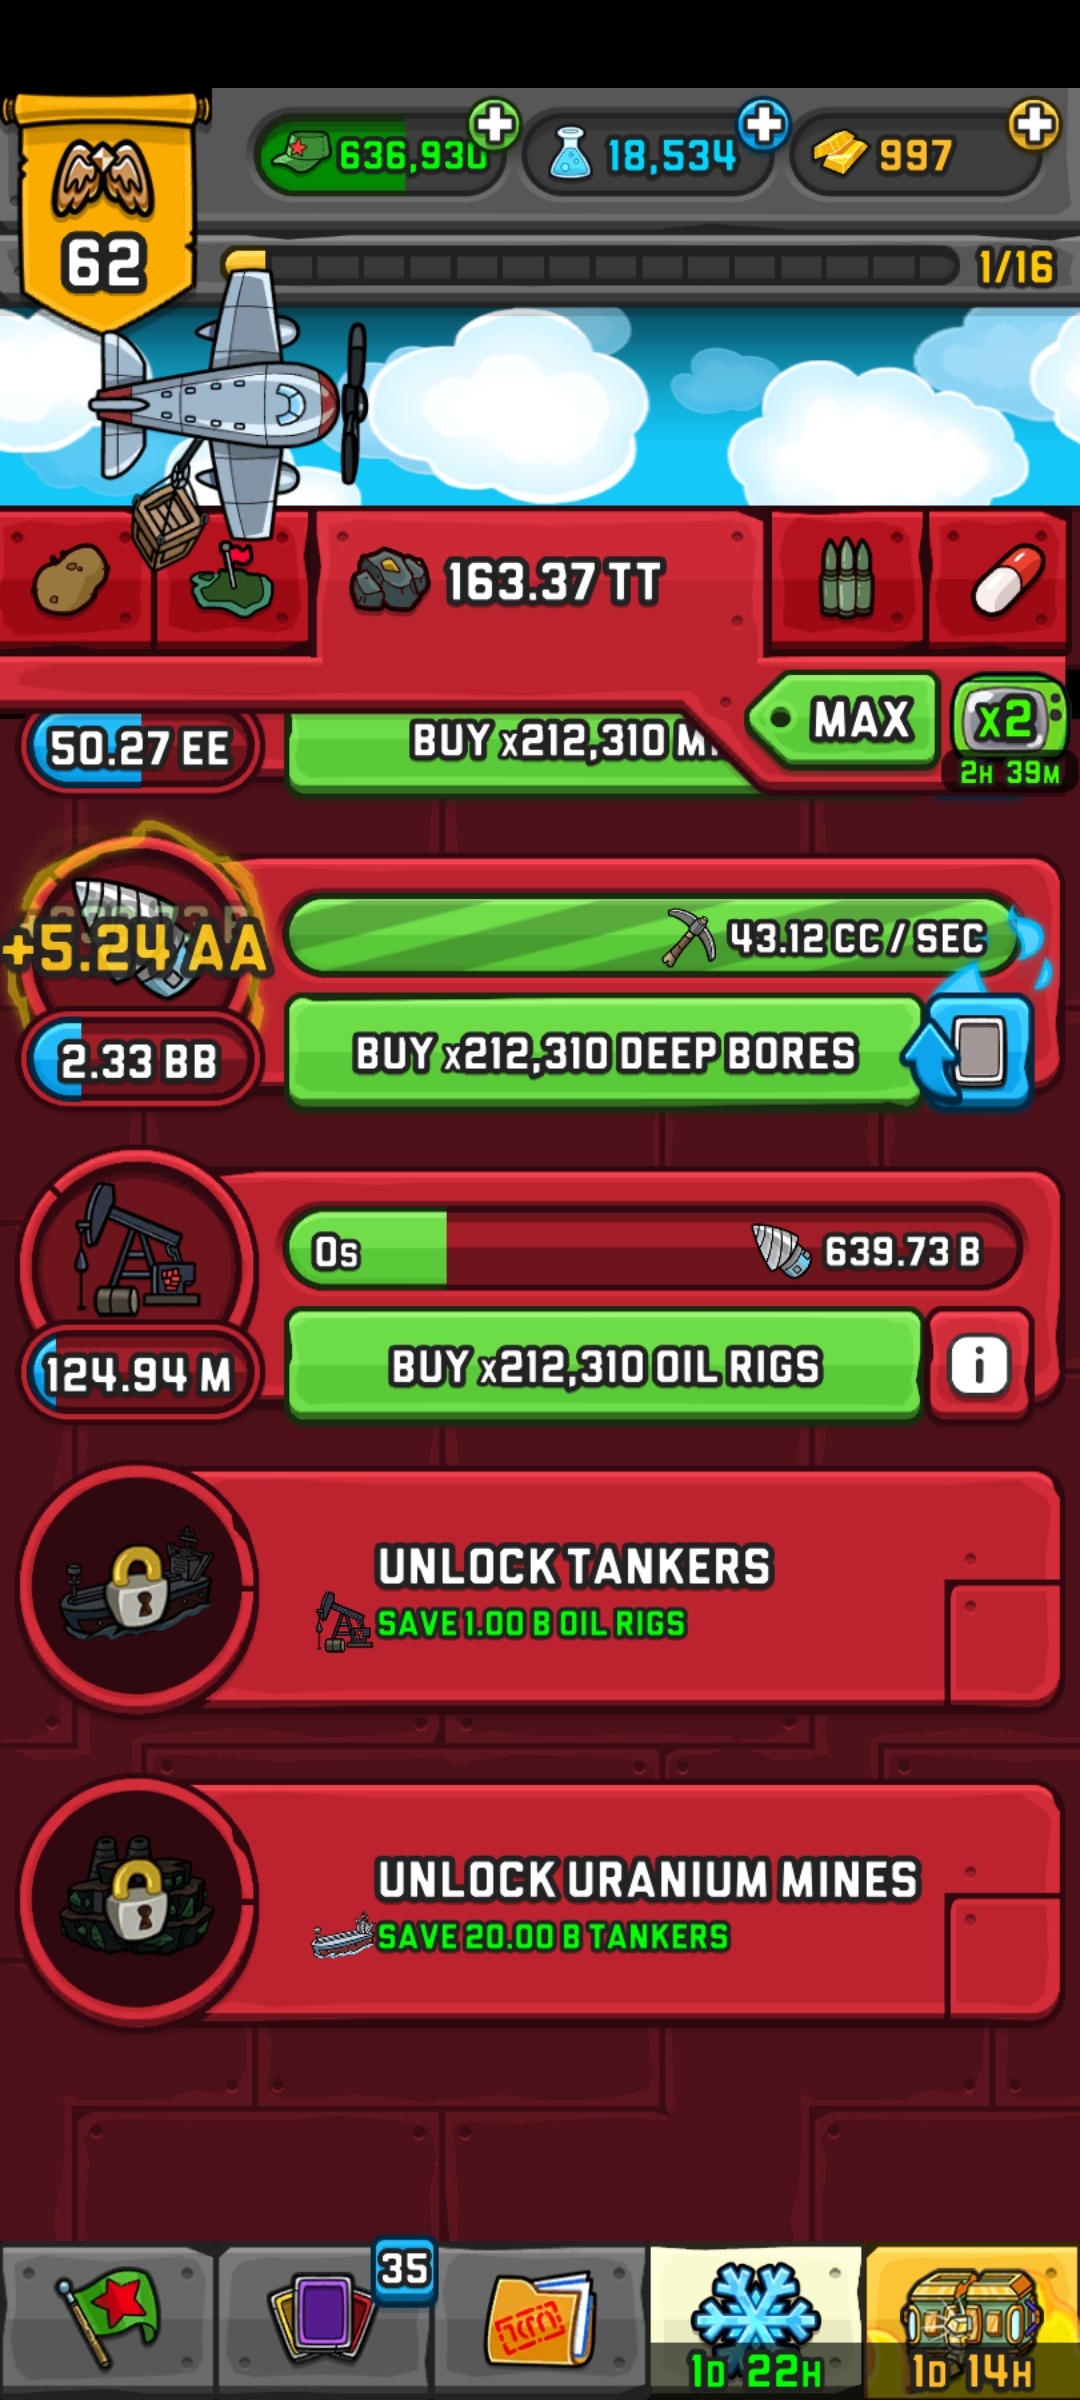 636,930
18,534
997
62
1/16
163.37 TT
MAX
x2
2H 39M
50.27 EE
BUY x212,310
+5.24 AA
43.12 CC / SEC
2.33 BB
BUY x212,310 DEEP BORES
0s
639.73 B
124.94 M
BUY x212,310 OIL RIGS
i
UNLOCK TANKERS
SAVE 1.00 B OIL RIGS
UNLOCK URANIUM MINES
SAVE 20.00 B TANKERS
35
1D 22H
1D 14H